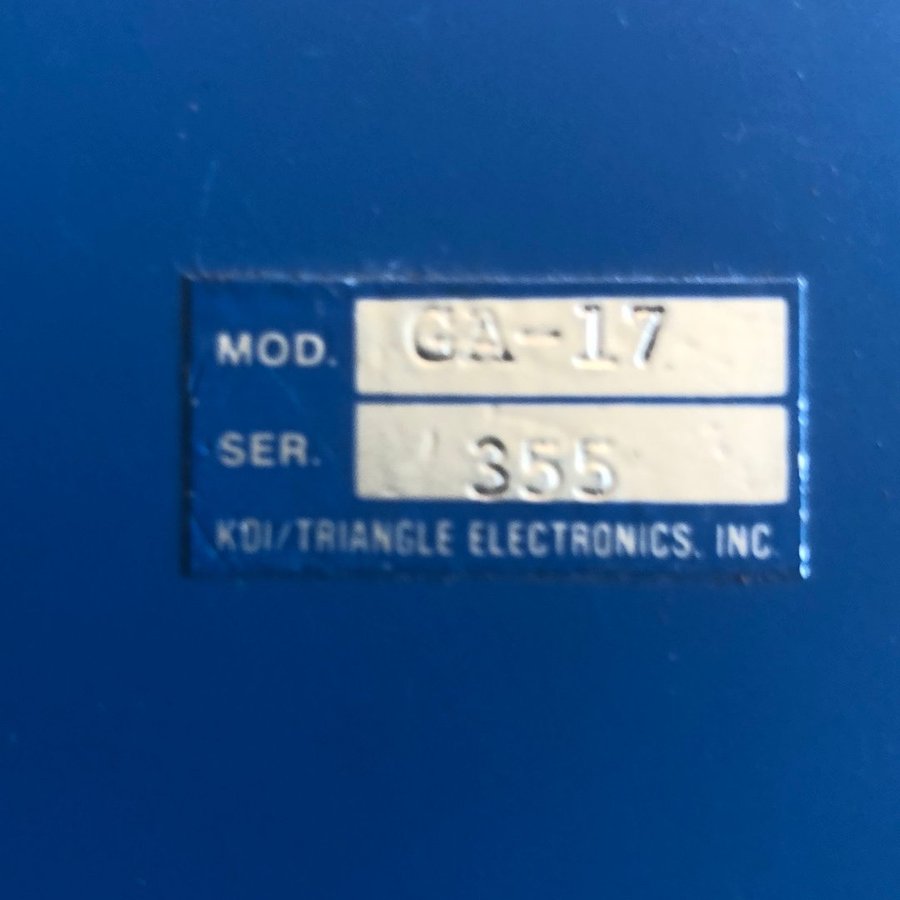 MOD. GA-17
SER. 355
KDI/TRIANGLE ELECTRONICS, INC.